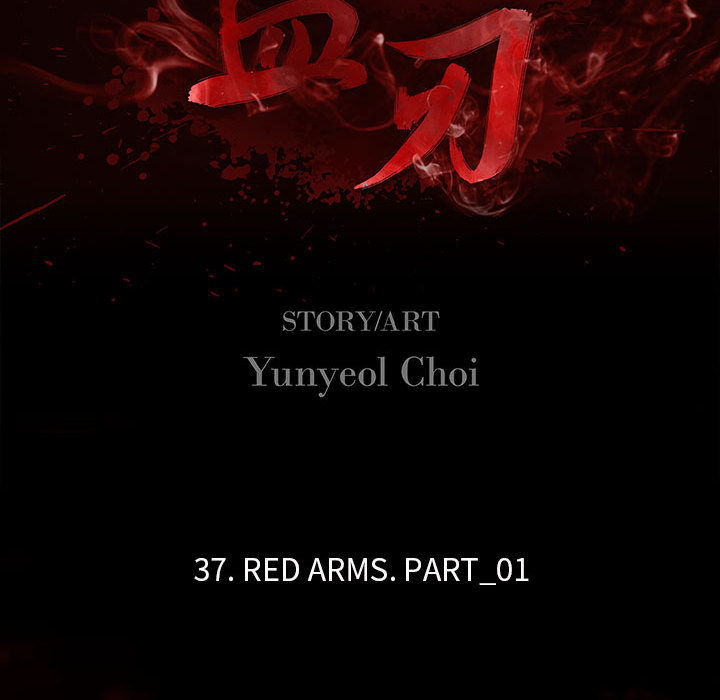 血刃
STORY/ART
Yunyeol Choi
37. RED ARMS. PART_01